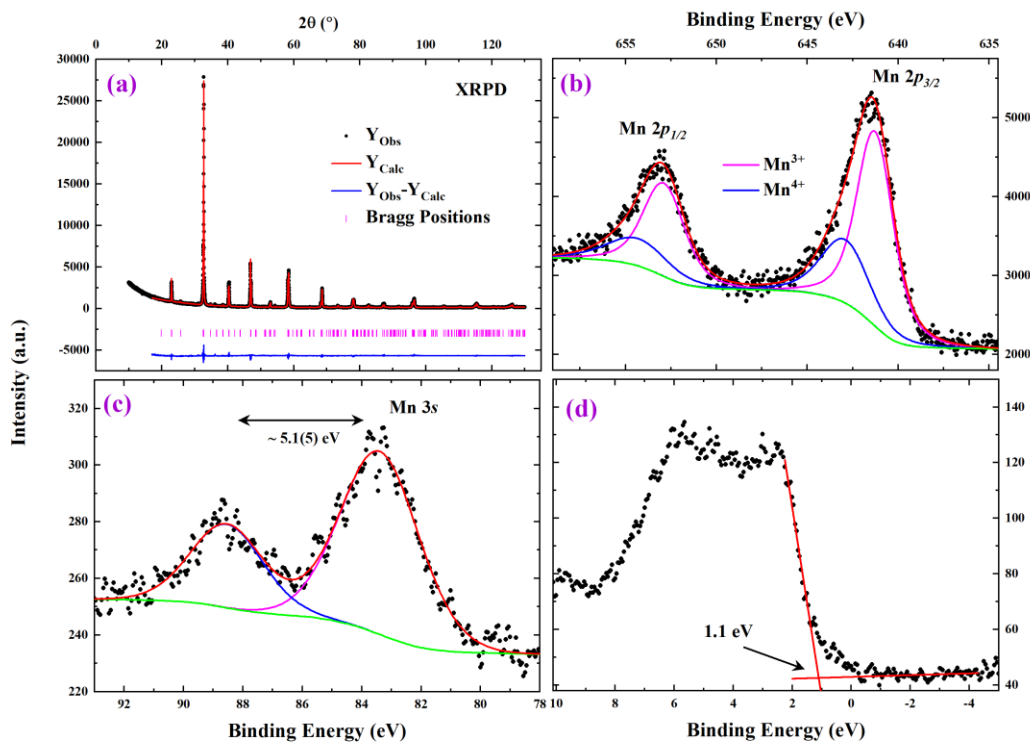 2θ (°)
0 20 40 60 80 100 120
Binding Energy (eV)
655 650 645 640 635
Intensity (a.u.)
(a)
XRPD
30000
25000
20000
15000
10000
5000
0
-5000
Y_Obs
Y_Calc
Y_Obs-Y_Calc
Bragg Positions
(b)
Mn 2p_3/2
Mn 2p_1/2
Mn³⁺
Mn⁴⁺
5000
4000
3000
2000
(c)
Mn 3s
~ 5.1(5) eV
320
300
280
260
240
220
92 90 88 86 84 82 80 78
Binding Energy (eV)
(d)
1.1 eV
140
120
100
80
60
40
10 8 6 4 2 0 -2 -4
Binding Energy (eV)